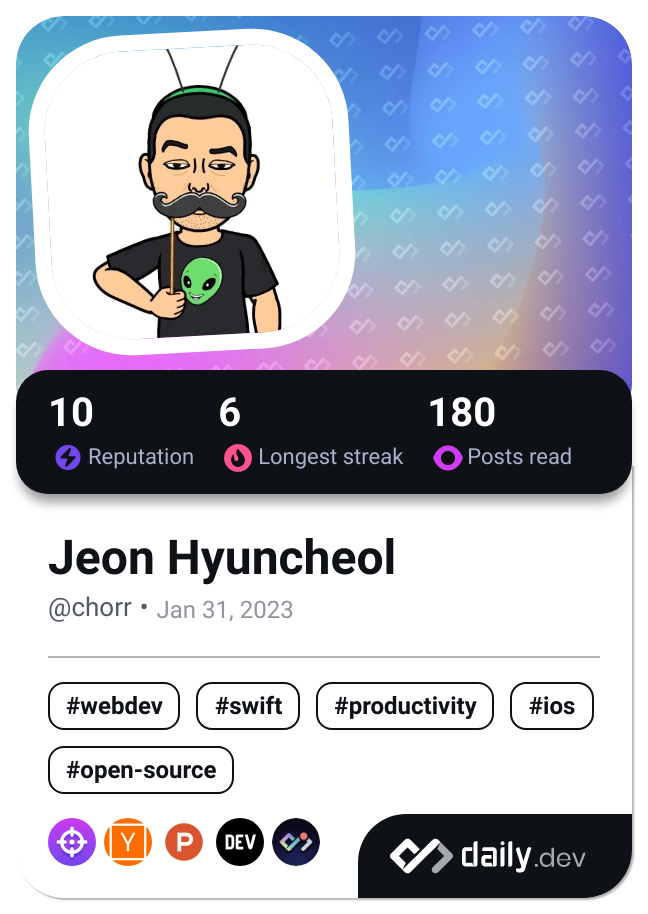 10 6 180
Reputation Longest streak Posts read
Jeon Hyuncheol
@chorr • Jan 31, 2023
#webdev #swift #productivity #ios
#open-source
Y P DEV daily.dev